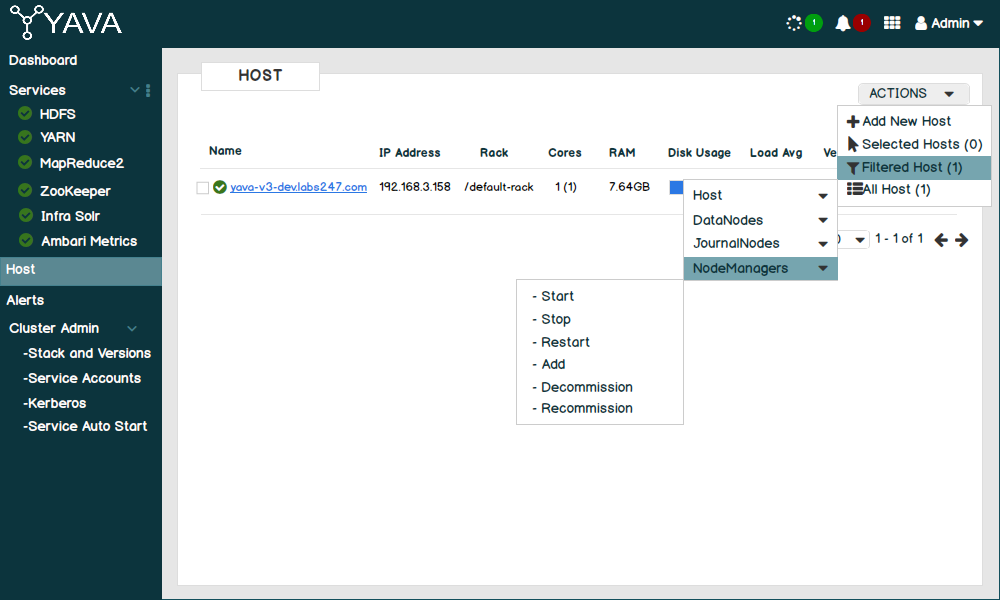 YAVA
1
1
Admin
Dashboard
Services
HDFS
YARN
MapReduce2
ZooKeeper
Infra Solr
Ambari Metrics
Host
Alerts
Cluster Admin
-Stack and Versions
-Service Accounts
-Kerberos
-Service Auto Start
HOST
ACTIONS
Add New Host
Selected Hosts (0)
Filtered Host (1)
All Host (1)
Name IP Address Rack Cores RAM Disk Usage Load Avg Ve
yava-v3-dev.labs247.com 192.168.3.158 /default-rack 1 (1) 7.64GB
Host
DataNodes
JournalNodes
NodeManagers
1 - 1 of 1
- Start
- Stop
- Restart
- Add
- Decommission
- Recommission